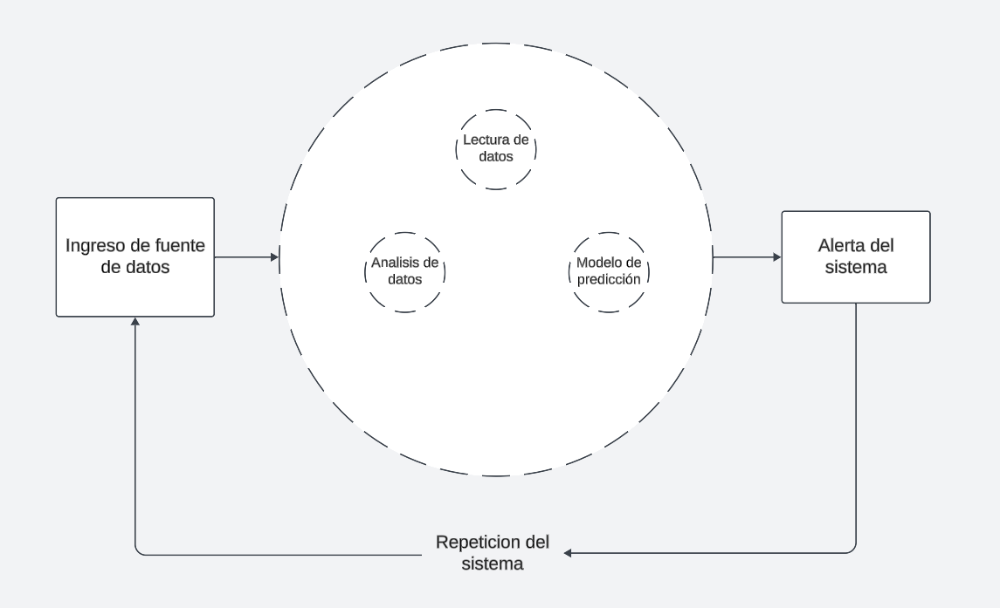 Lectura de
datos
Ingreso de fuente
de datos
Analisis de
datos
Modelo de
predicción
Alerta del
sistema
Repeticion del
sistema